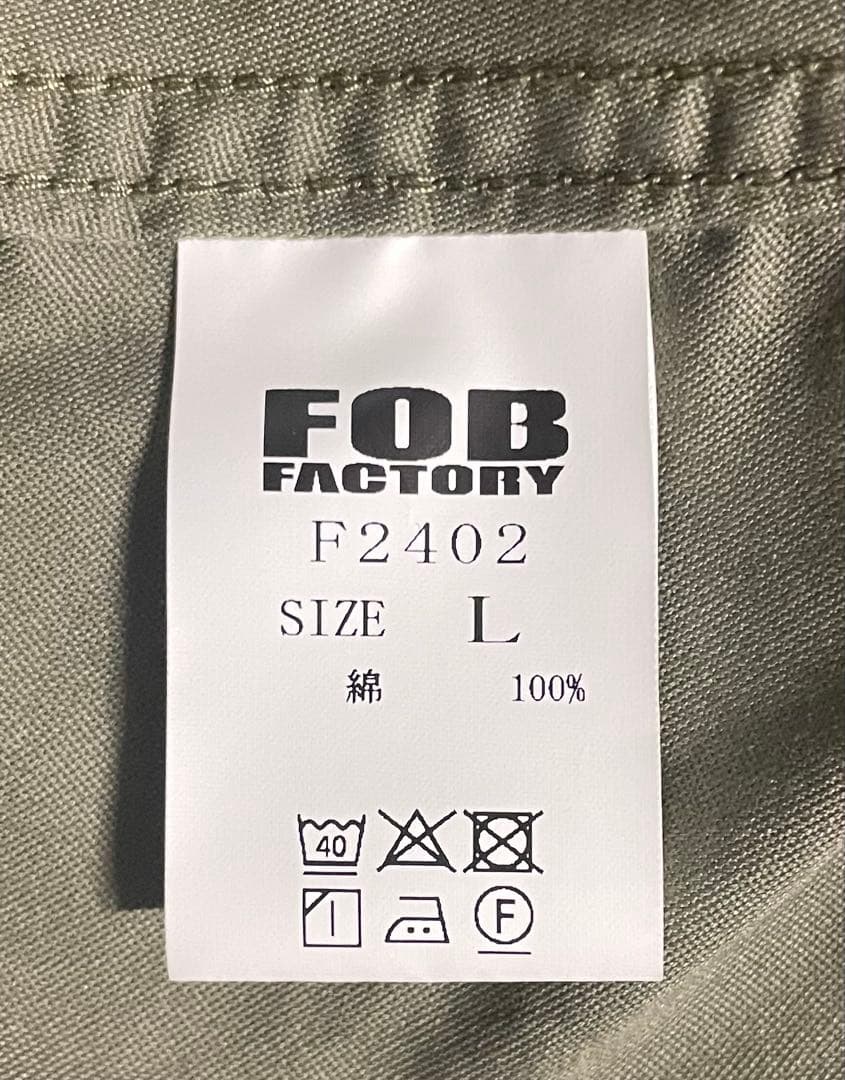 FOB
FACTORY
F2402
SIZE L
綿 100%
40
F